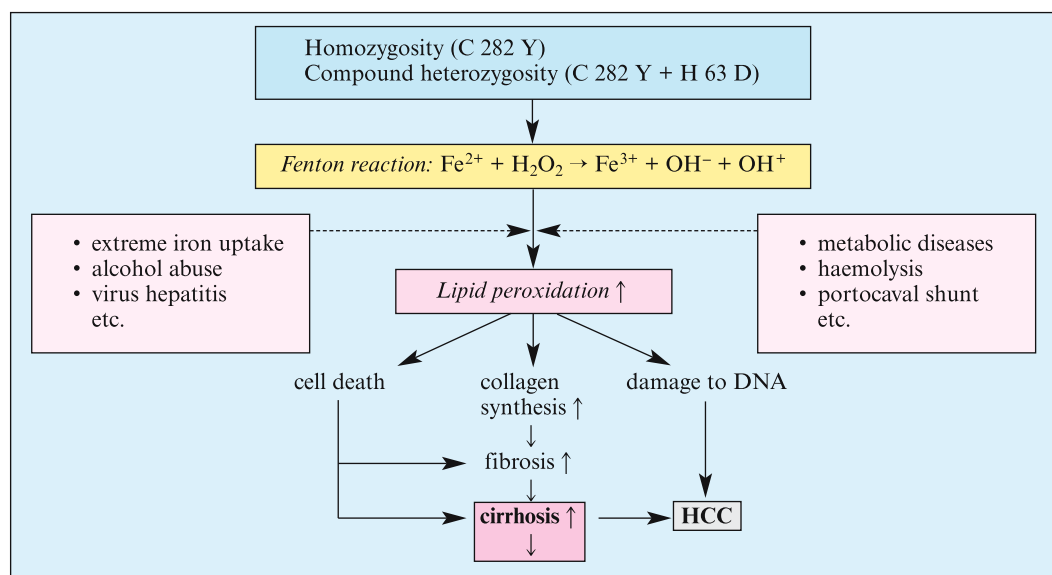 Homozygosity (C 282 Y)
Compound heterozygosity (C 282 Y + H 63 D)
Fenton reaction: Fe²⁺ + H₂O₂ → Fe³⁺ + OH⁻ + OH⁺
• extreme iron uptake
• alcohol abuse
• virus hepatitis
etc.
• metabolic diseases
• haemolysis
• portocaval shunt
etc.
Lipid peroxidation ↑
cell death
collagen
synthesis ↑
damage to DNA
↓
fibrosis ↑
↓
cirrhosis ↑
↓
HCC